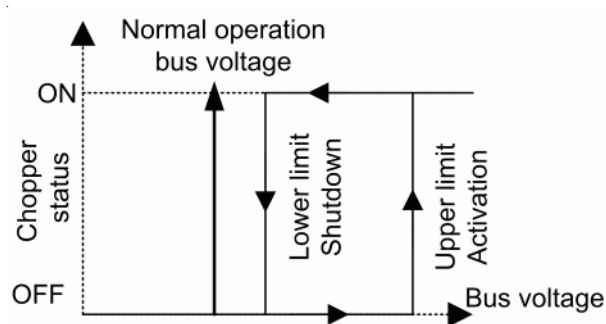 Normal operation
bus voltage
ON
Chopper
status
Lower limit
Shutdown
Upper limit
Activation
OFF
Bus voltage